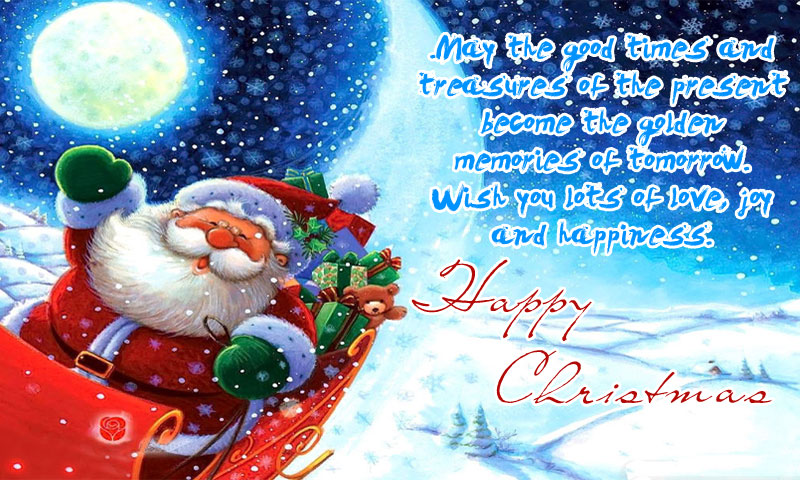 .May the good times and
treasures of the present
become the golden
memories of tomorrow.
Wish you lots of love, joy
and happiness.
Happy
Christmas